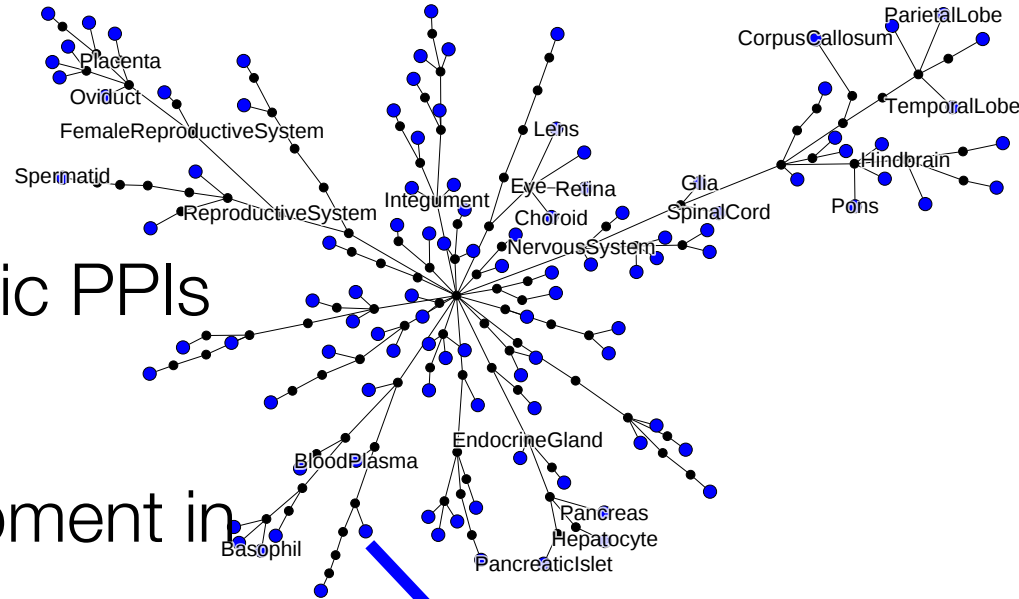 ParietalLobe
CorpusCallosum
Placenta
Oviduct
TemporalLobe
FemaleReproductiveSystem
Lens
Hindbrain
Spermatid
Eye
Retina
Glia
Integument
Pons
ReproductiveSystem
Choroid
SpinalCord
NervousSystem
ic PPIs
EndocrineGland
BloodPlasma
Pancreas
oment in
Hepatocyte
Basophil
PancreaticIslet